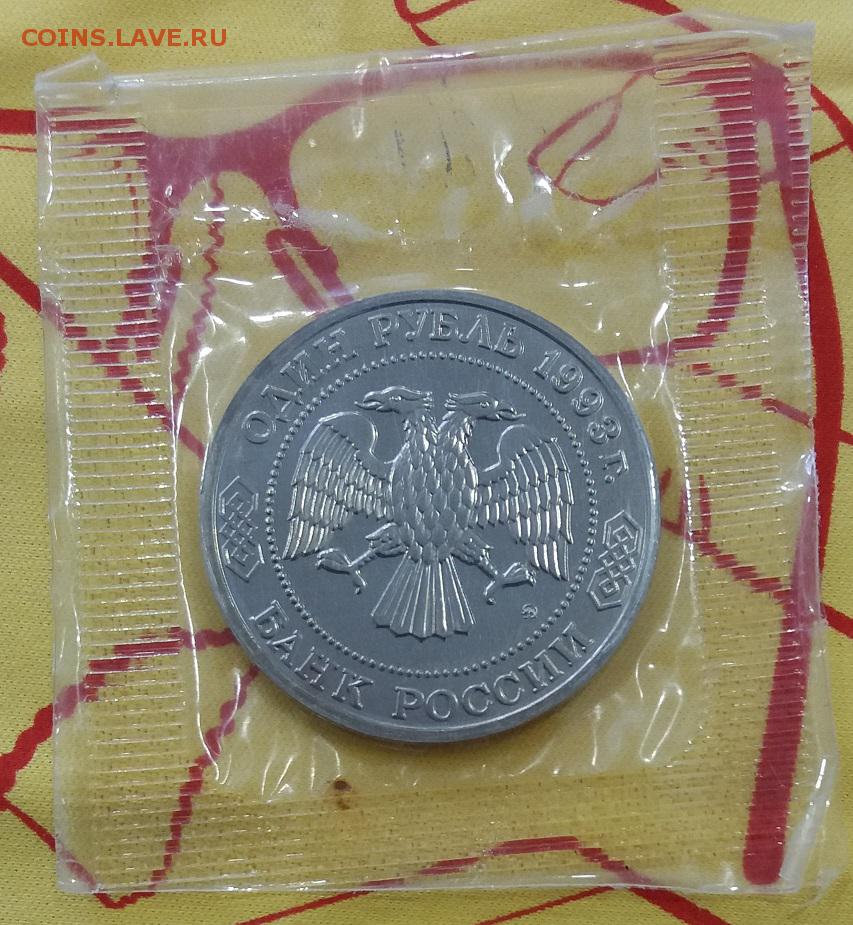 COINS.LAVE.RU
ОДИН РУБЛЬ 1993 г.
БАНК РОССИИ